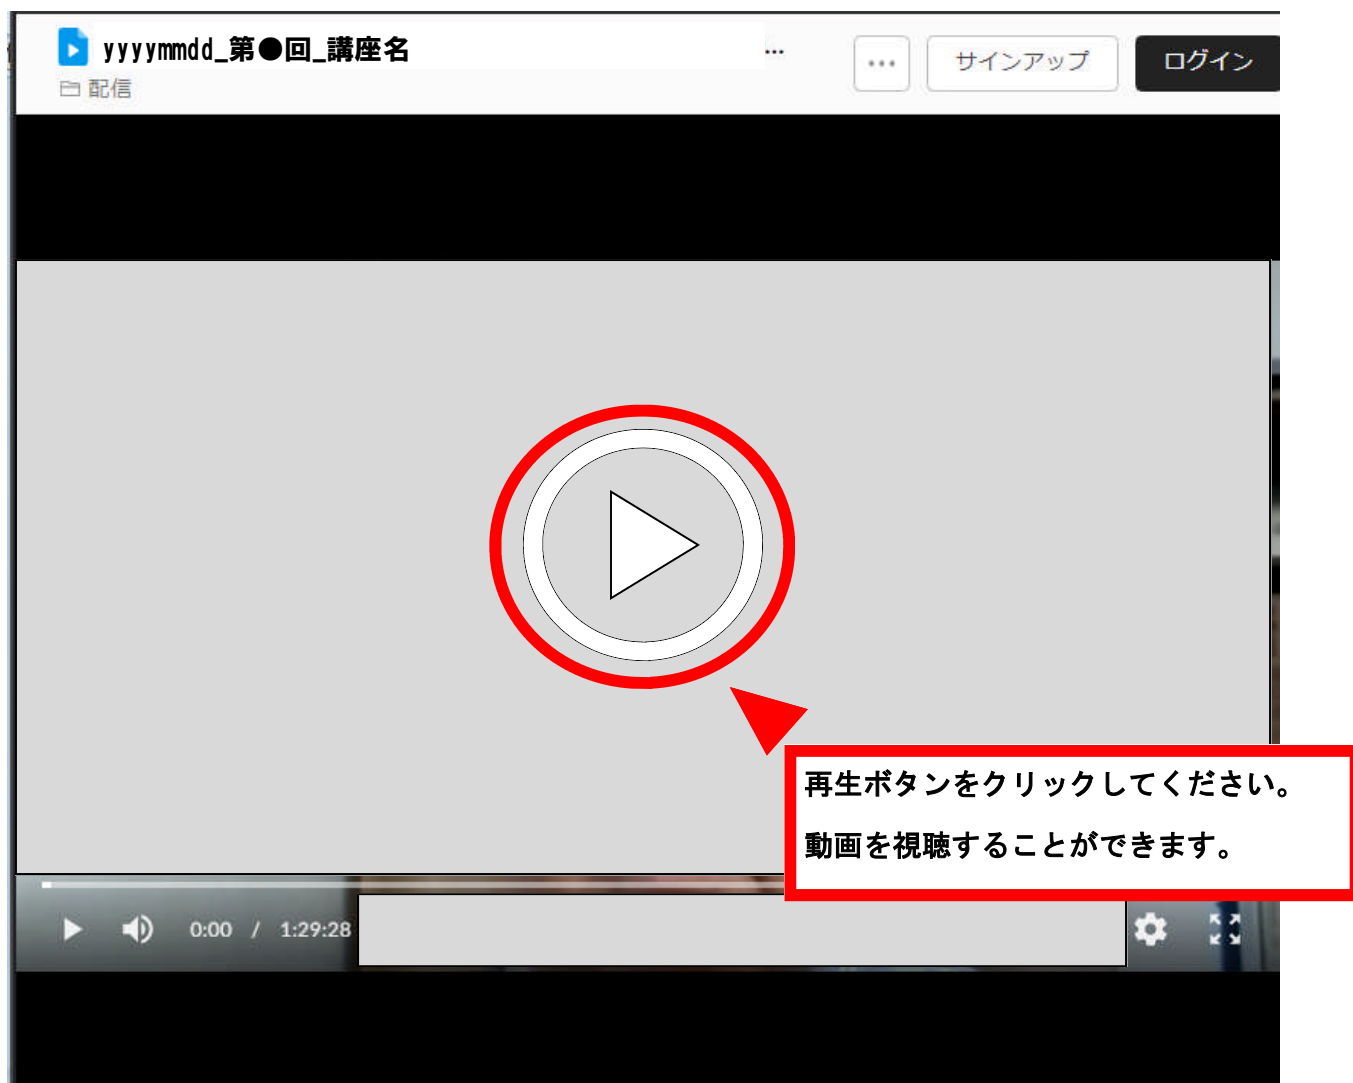 yyyymmdd_第●回_講座名 ...
配信
サインアップ
ログイン
再生ボタンをクリックしてください。
動画を視聴することができます。
0:00 / 1:29:28